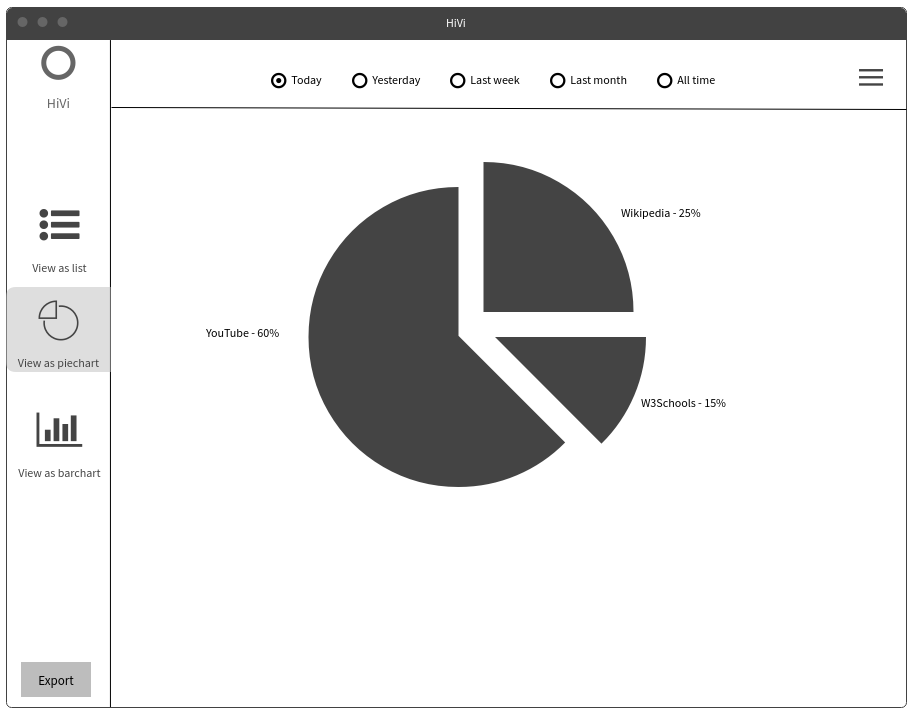 HiVi
HiVi
Today
Yesterday
Last week
Last month
All time
View as list
View as piechart
View as barchart
Export
Wikipedia - 25%
YouTube - 60%
W3Schools - 15%